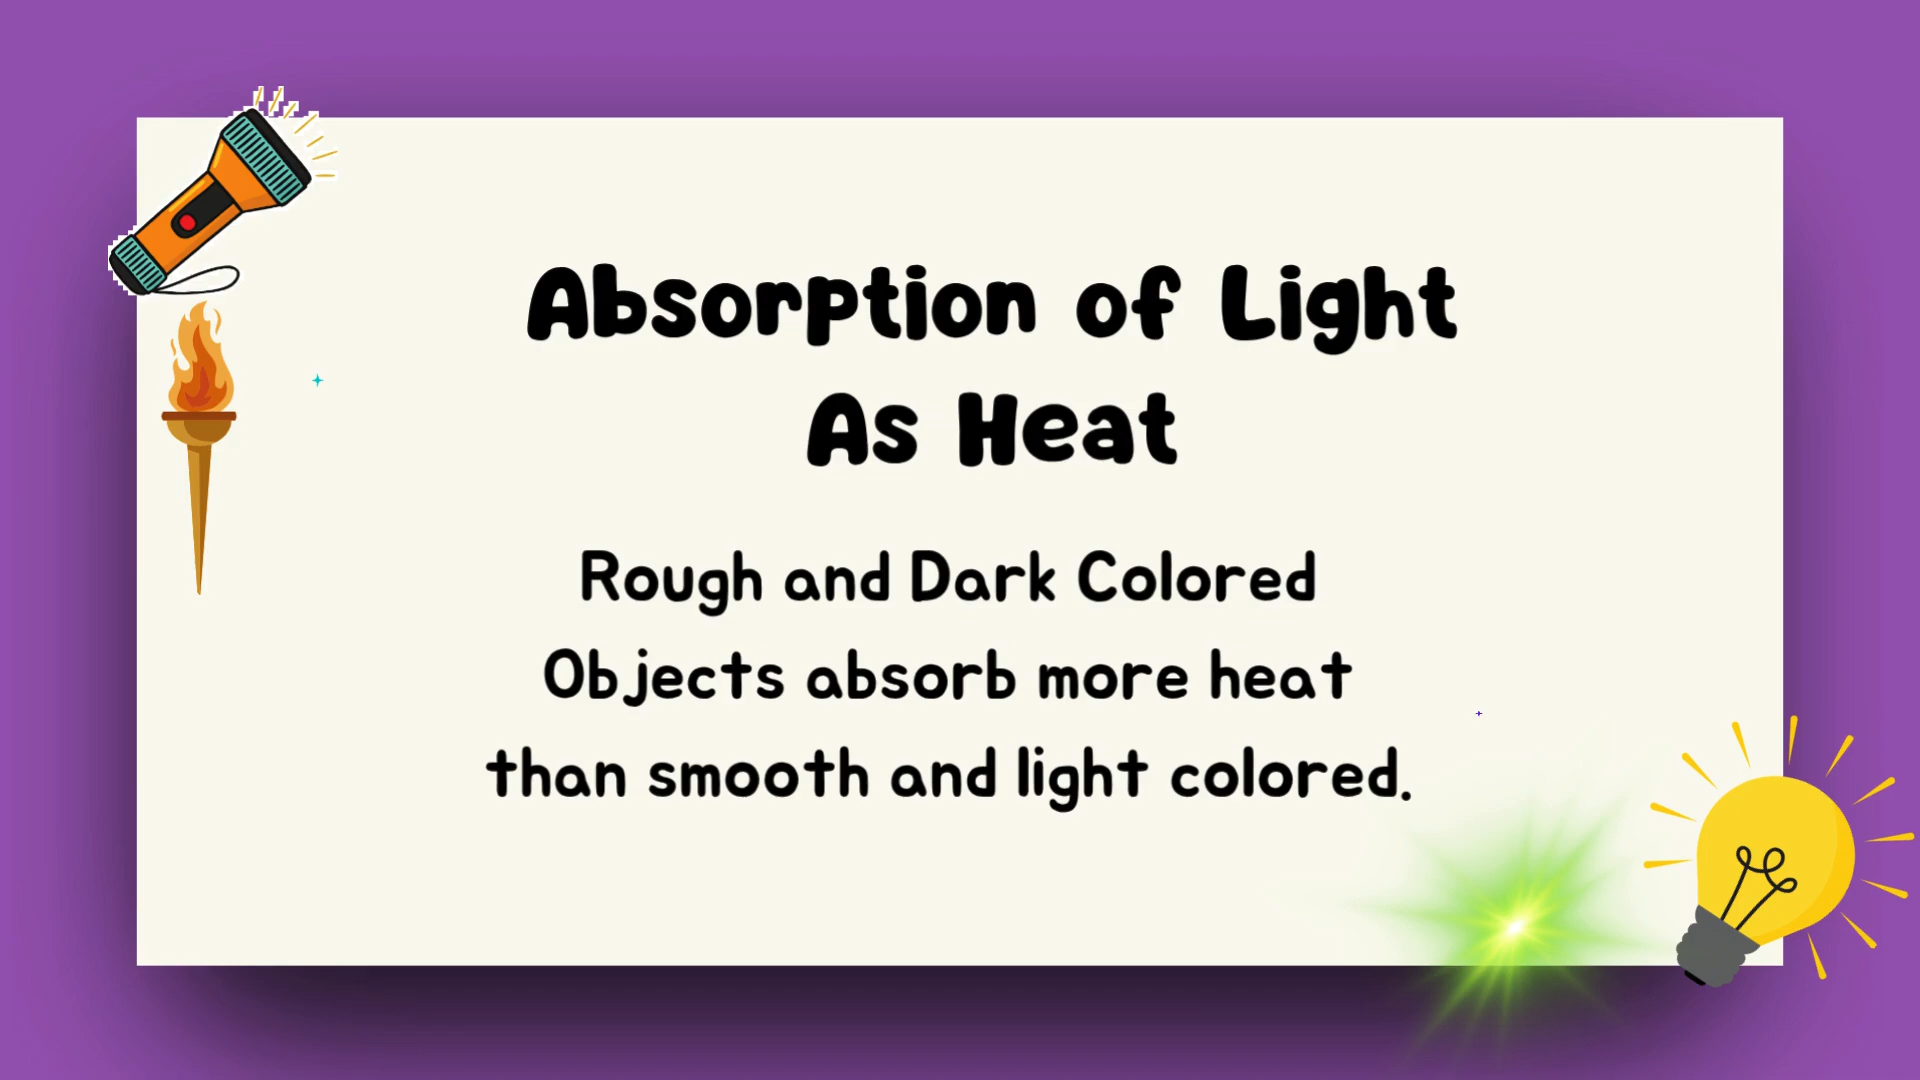 Absorption of Light
As Heat
Rough and Dark Colored
Objects absorb more heat
than smooth and light colored.